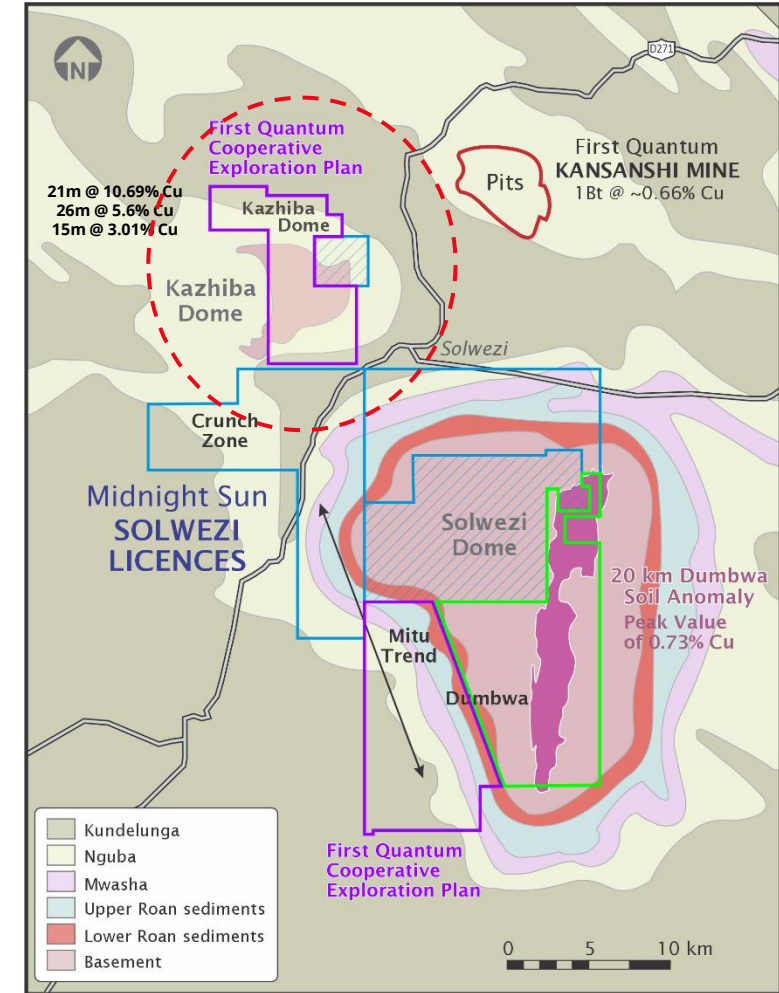 N
D271
First Quantum
Cooperative
Exploration Plan
First Quantum
KANSANSHI MINE
1Bt @ ~0.66% Cu
Pits
21m @ 10.69% Cu
26m @ 5.6% Cu
15m @ 3.01% Cu
Kazhiba
Dome
Kazhiba
Dome
Solwezi
Crunch
Zone
Midnight Sun
SOLWEZI
LICENCES
Solwezi
Dome
20 km Dumbwa
Soil Anomaly
Peak Value
of 0.73% Cu
Mitu
Trend
Dumbwa
First Quantum
Cooperative
Exploration Plan
Kundelunga
Nguba
Mwasha
Upper Roan sediments
Lower Roan sediments
Basement
0 5 10 km